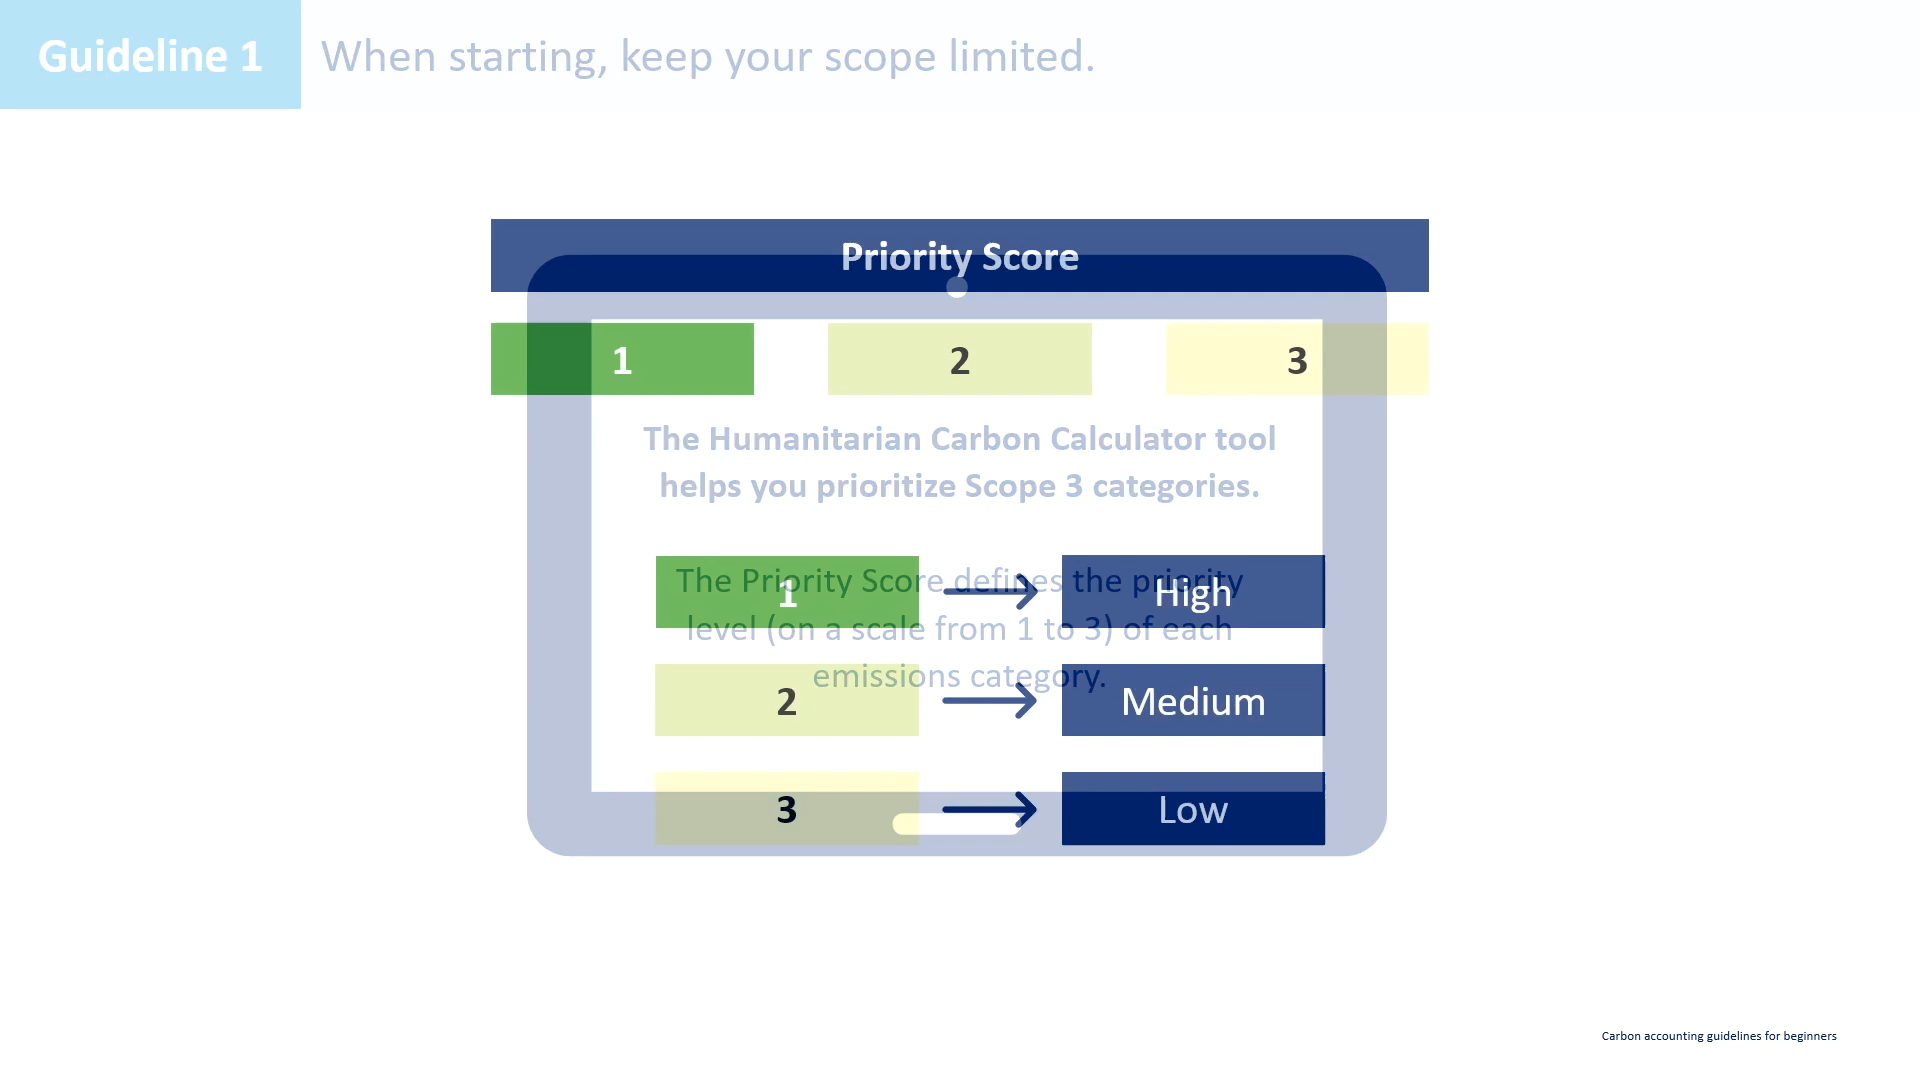 Guideline 1
When starting, keep your scope limited.
Priority Score
1
2
3
The Humanitarian Carbon Calculator tool
helps you prioritize Scope 3 categories.
The Priority Score defines the priority
level (on a scale from 1 to 3) of each
emissions category.
1
High
2
Medium
3
Low
Carbon accounting guidelines for beginners